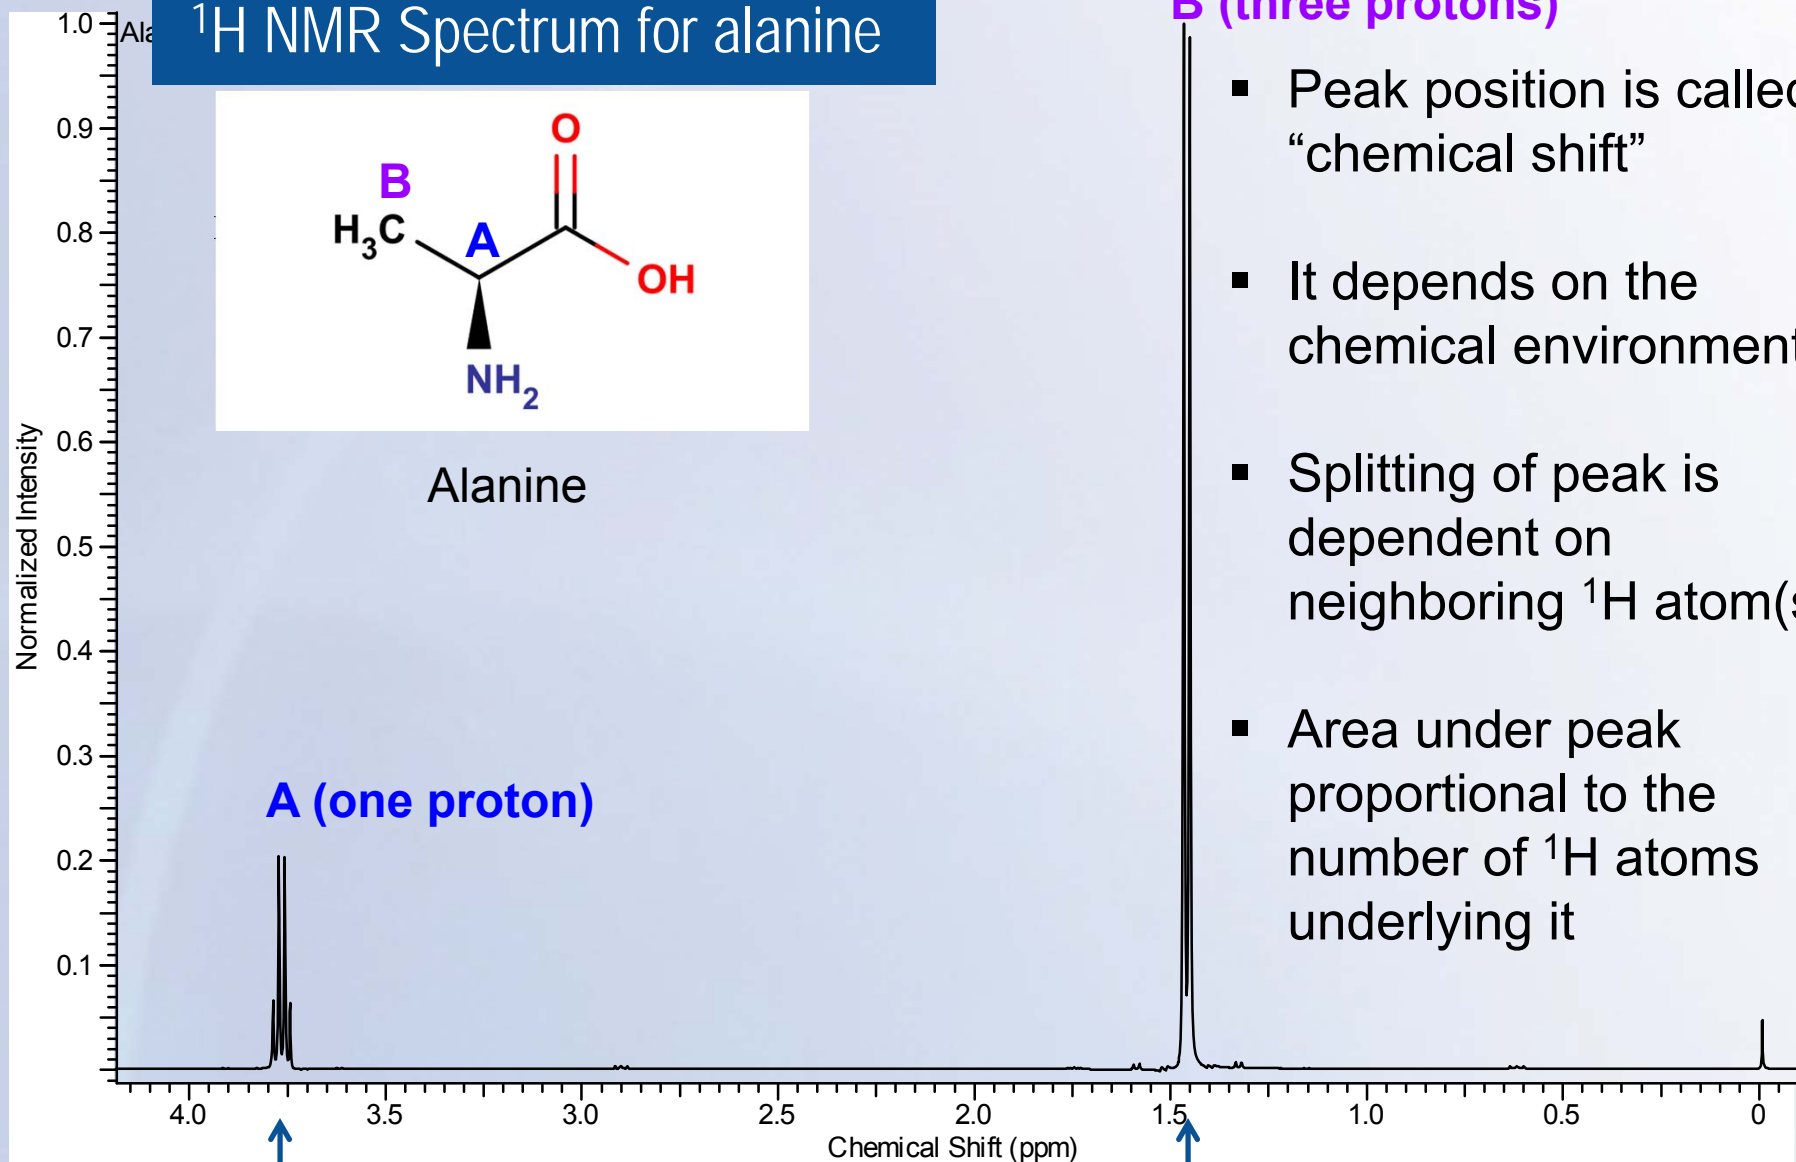 ¹H NMR Spectrum for alanine
B (three protons)
1.0
0.9
0.8
0.7
0.6
0.5
0.4
0.3
0.2
0.1
Normalized Intensity
B
H₃C
A
O
OH
NH₂
Alanine
A (one proton)
▪ Peak position is called
“chemical shift”
▪ It depends on the
chemical environment
▪ Splitting of peak is
dependent on
neighboring ¹H atom(s
▪ Area under peak
proportional to the
number of ¹H atoms
underlying it
4.0 3.5 3.0 2.5 2.0 1.5 1.0 0.5 0
Chemical Shift (ppm)